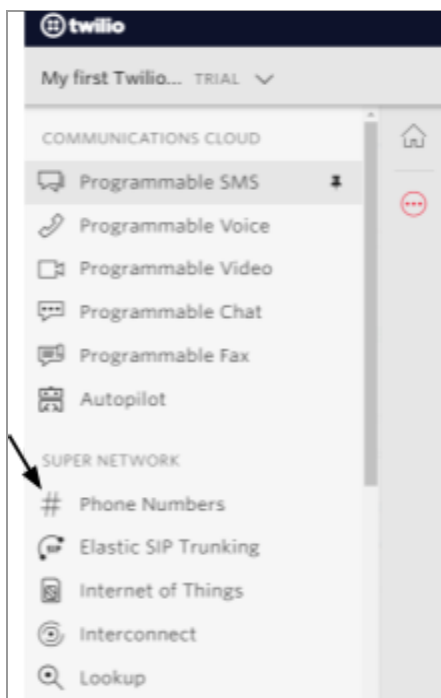 twilio
My first Twilio... TRIAL
COMMUNICATIONS CLOUD
Programmable SMS
Programmable Voice
Programmable Video
Programmable Chat
Programmable Fax
Autopilot
SUPER NETWORK
# Phone Numbers
Elastic SIP Trunking
Internet of Things
Interconnect
Lookup